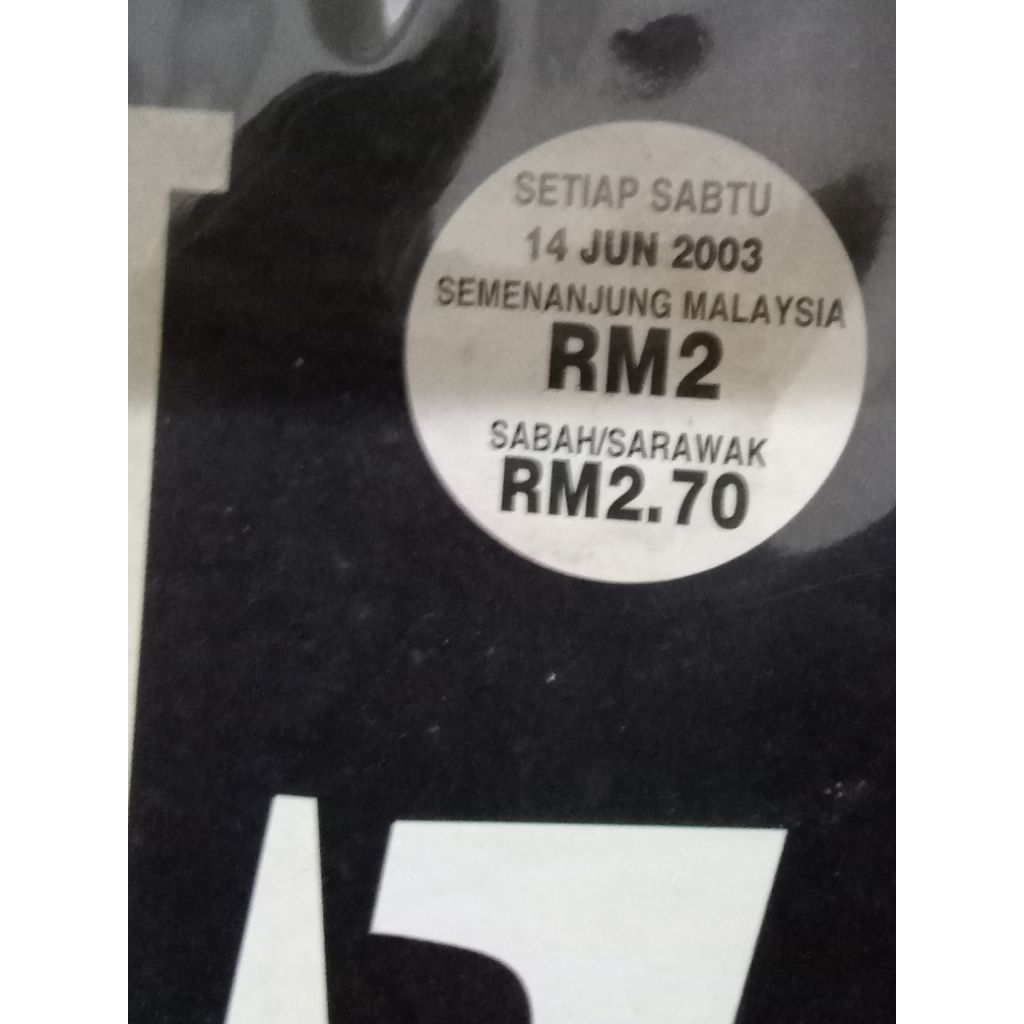 SETIAP SABTU
14 JUN 2003
SEMENANJUNG MALAYSIA
RM2
SABAH/SARAWAK
RM2.70